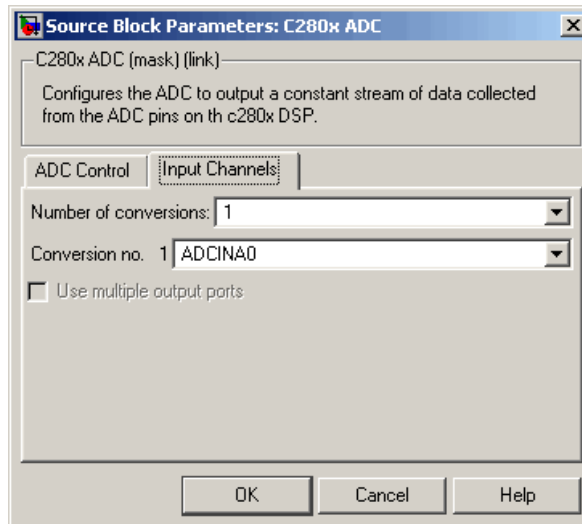 Source Block Parameters: C280x ADC
C280x ADC (mask) (link)
Configures the ADC to output a constant stream of data collected
from the ADC pins on th c280x DSP.
ADC Control Input Channels
Number of conversions: 1
Conversion no. 1 ADCINA0
Use multiple output ports
OK Cancel Help